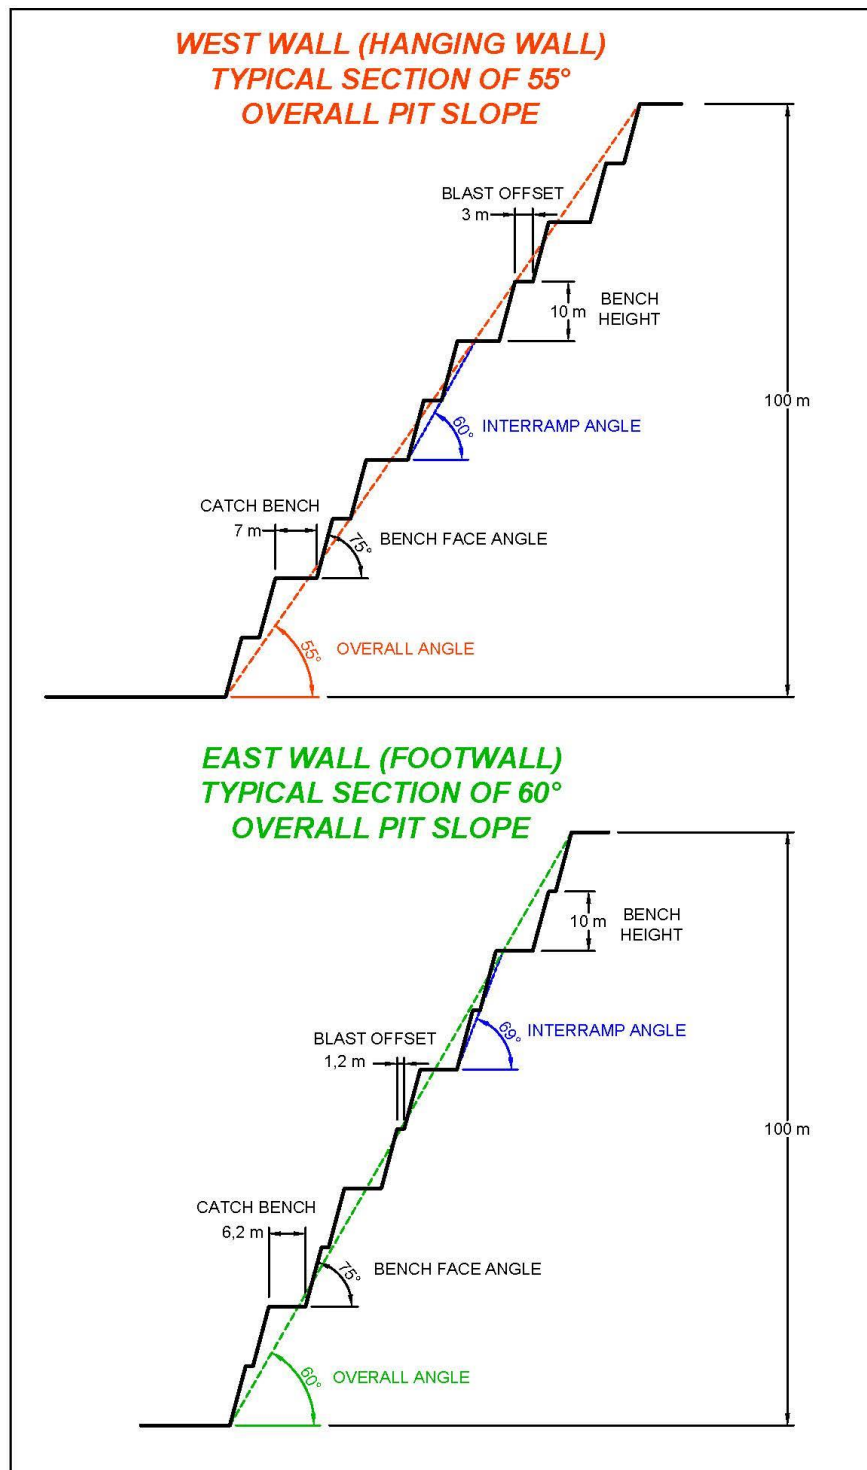 WEST WALL (HANGING WALL)
TYPICAL SECTION OF 55°
OVERALL PIT SLOPE
BLAST OFFSET
3 m
10 m
BENCH
HEIGHT
100 m
60°
INTERRAMP ANGLE
CATCH BENCH
7 m
75°
BENCH FACE ANGLE
55°
OVERALL ANGLE
EAST WALL (FOOTWALL)
TYPICAL SECTION OF 60°
OVERALL PIT SLOPE
10 m
BENCH
HEIGHT
BLAST OFFSET
1,2 m
69°
INTERRAMP ANGLE
100 m
CATCH BENCH
6,2 m
75°
BENCH FACE ANGLE
60°
OVERALL ANGLE